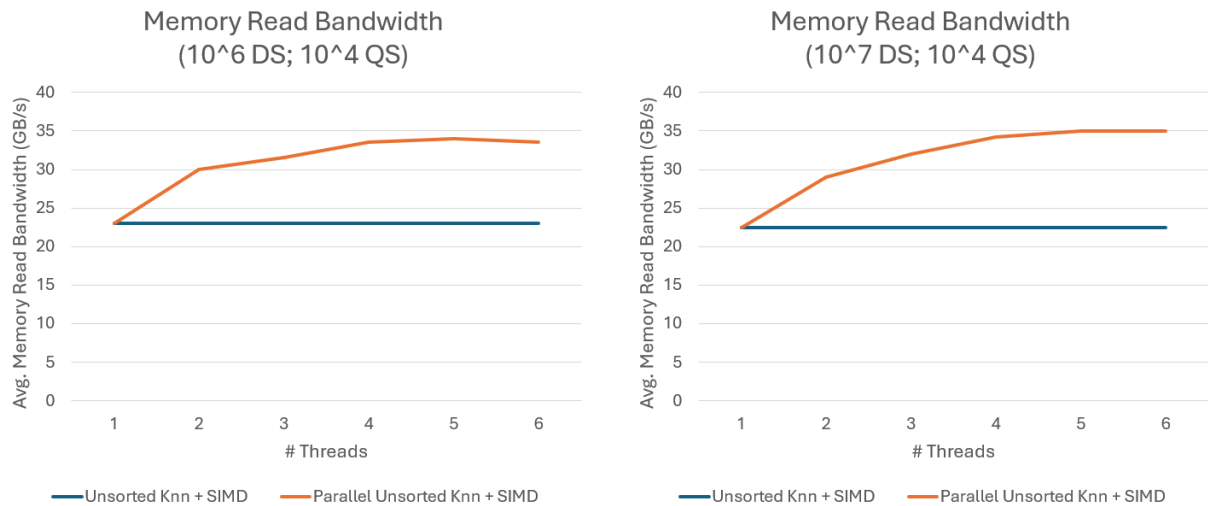 Memory Read Bandwidth
(10^6 DS; 10^4 QS)
Avg. Memory Read Bandwidth (GB/s)
40
35
30
25
20
15
10
5
0
1 2 3 4 5 6
# Threads
Unsorted Knn + SIMD Parallel Unsorted Knn + SIMD
Memory Read Bandwidth
(10^7 DS; 10^4 QS)
Avg. Memory Read Bandwidth (GB/s)
40
35
30
25
20
15
10
5
0
1 2 3 4 5 6
# Threads
Unsorted Knn + SIMD Parallel Unsorted Knn + SIMD